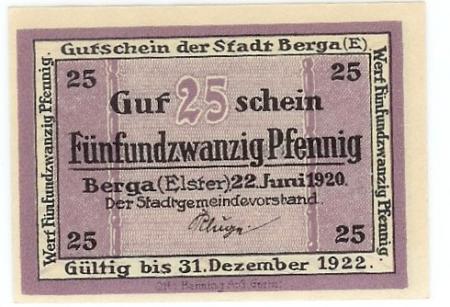 Gutschein der Stadt Berga (E)
Wert Fünfundzwanzig Pfennig.
Wert Fünfundzwanzig Pfennig
25 25
Gut 25 schein
Fünfundzwanzig Pfennig
Berga (Elster), 22. Juni 1920.
Der Stadtgemeindevorstand.
25 25
Gültig bis 31. Dezember 1922.